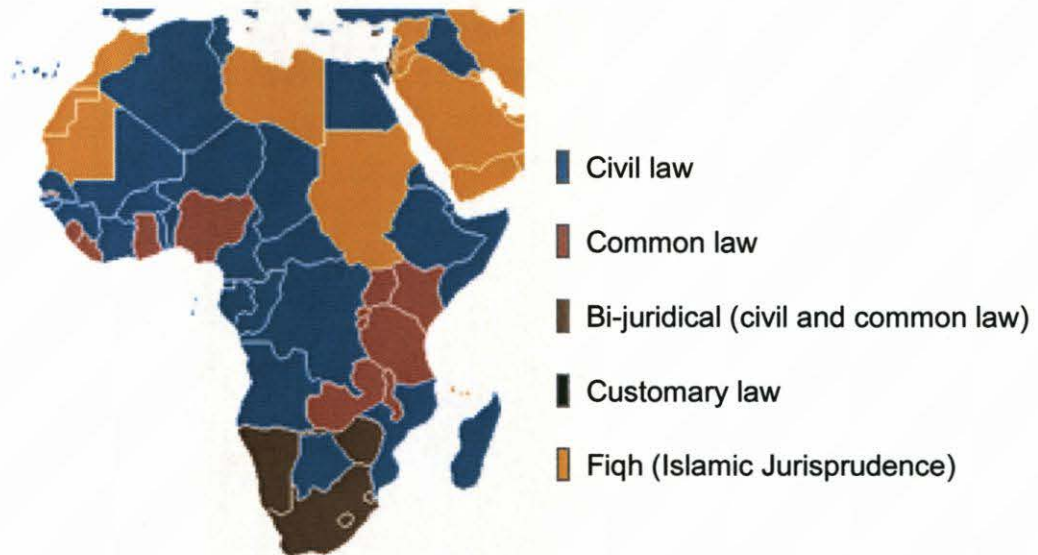 Civil law
Common law
Bi-juridical (civil and common law)
Customary law
Fiqh (Islamic Jurisprudence)